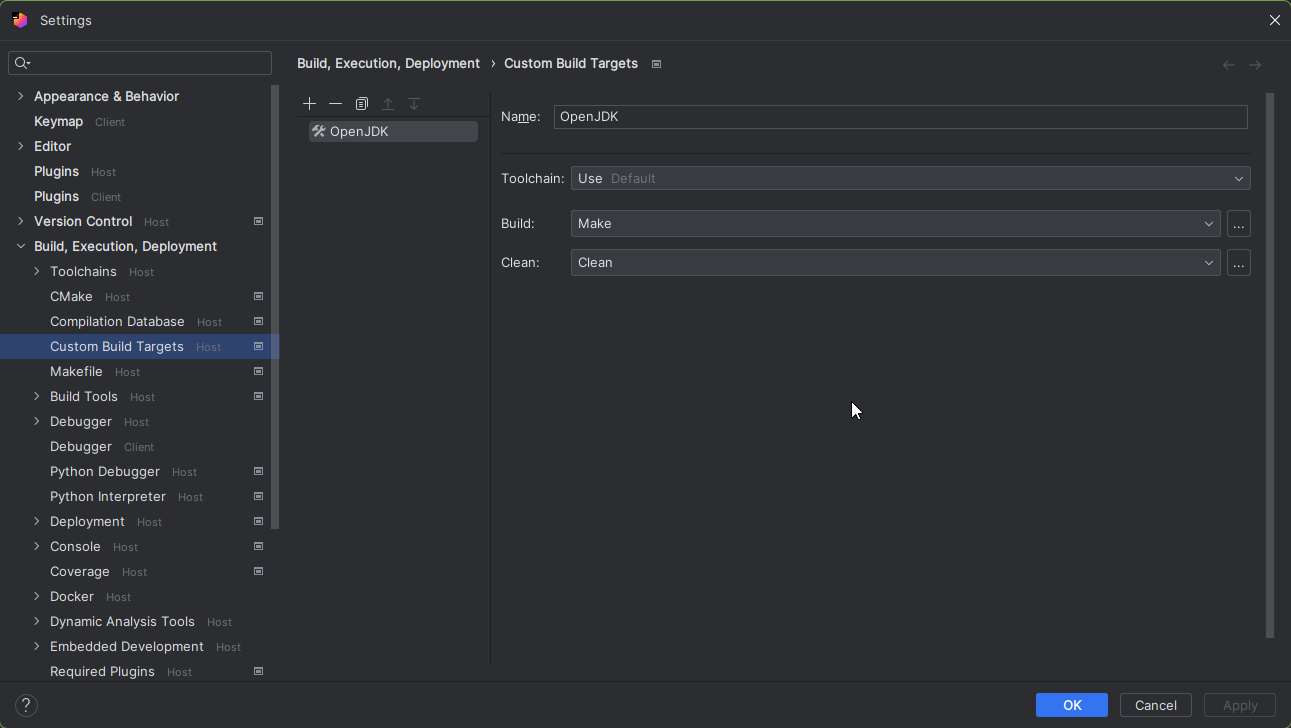 Settings
Build, Execution, Deployment › Custom Build Targets
Appearance & Behavior
Keymap Client
Editor
Plugins Host
Plugins Client
Version Control Host
Build, Execution, Deployment
Toolchains Host
CMake Host
Compilation Database Host
Custom Build Targets Host
Makefile Host
Build Tools Host
Debugger Host
Debugger Client
Python Debugger Host
Python Interpreter Host
Deployment Host
Console Host
Coverage Host
Docker Host
Dynamic Analysis Tools Host
Embedded Development Host
Required Plugins Host
OpenJDK
Name: OpenJDK
Toolchain: Use Default
Build: Make ...
Clean: Clean ...
?
OK Cancel Apply